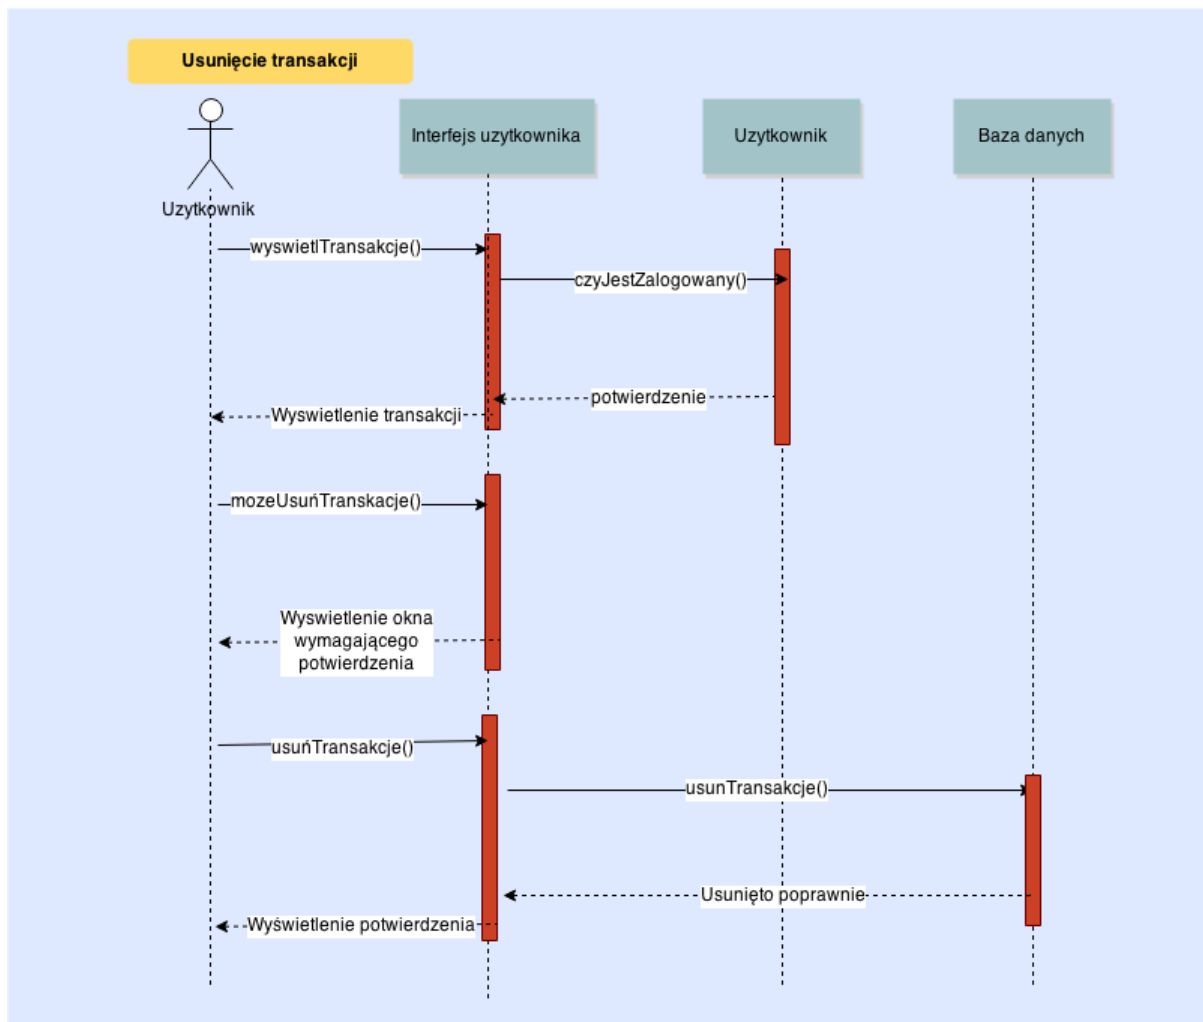 Usunięcie transakcji
Interfejs uzytkownika
Uzytkownik
Baza danych
Uzytkownik
wyswietlTransakcje()
czyJestZalogowany()
potwierdzenie
Wyswietlenie transakcji
mozeUsuńTranskacje()
Wyswietlenie okna
wymagającego
potwierdzenia
usuńTransakcje()
usunTransakcje()
Usunięto poprawnie
Wyświetlenie potwierdzenia